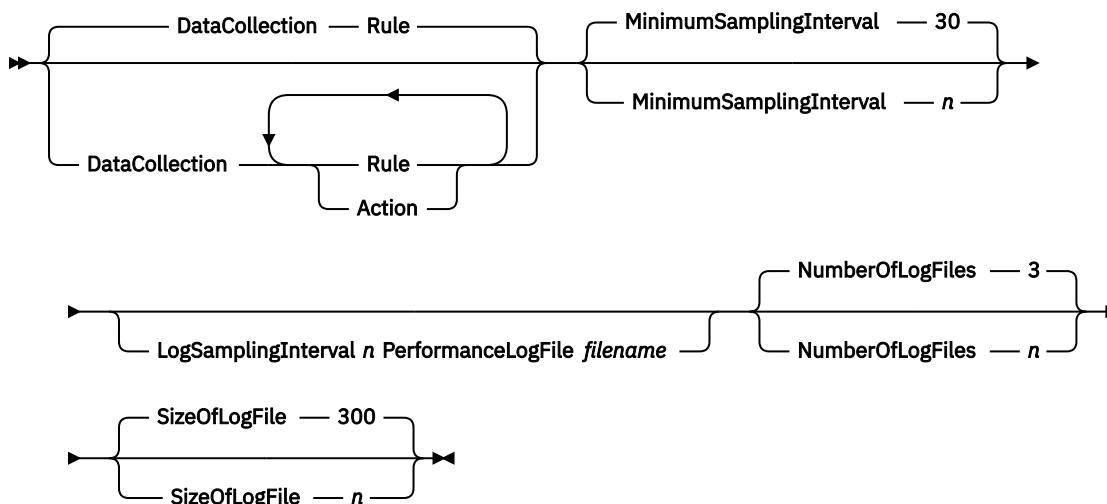 DataCollection Rule
MinimumSamplingInterval 30
MinimumSamplingInterval n
DataCollection Rule
Action
NumberOfLogFiles 3
LogSamplingInterval n PerformanceLogFile filename
NumberOfLogFiles n
SizeOfLogFile 300
SizeOfLogFile n